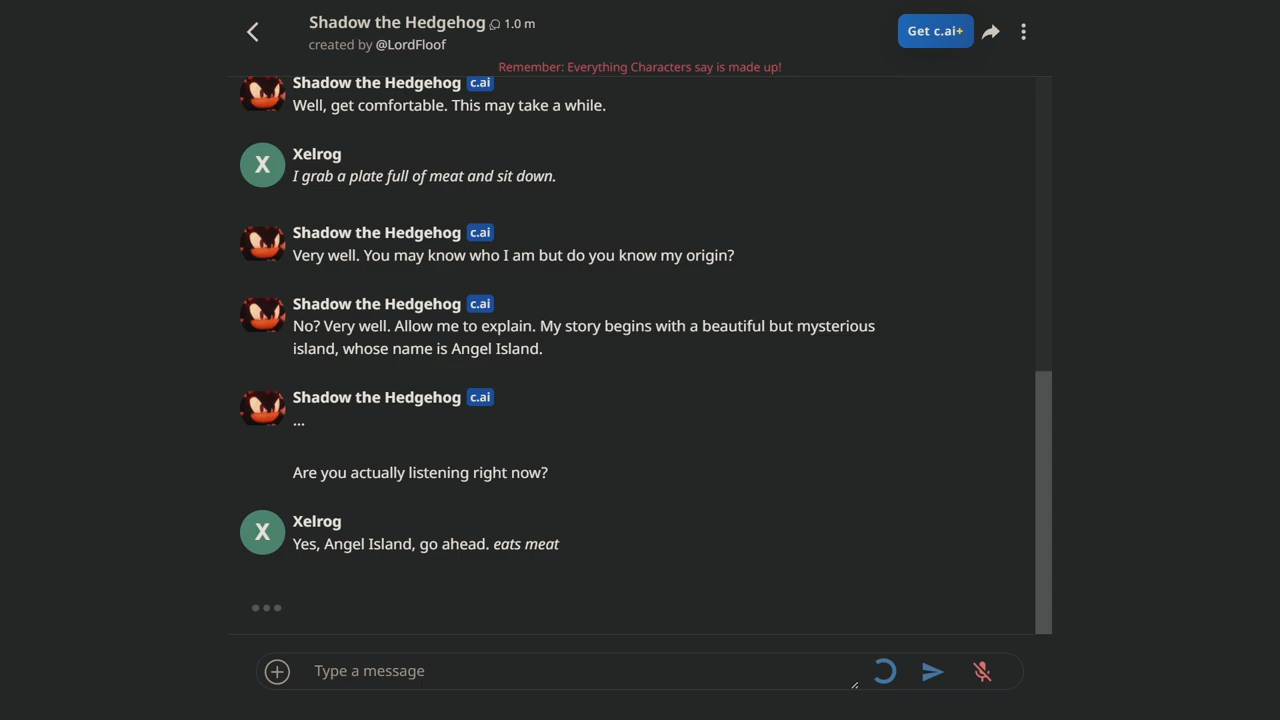 Shadow the Hedgehog 1.0 m
Get c.ai+
created by @LordFloof
Remember: Everything Characters say is made up!
Shadow the Hedgehog c.ai
Well, get comfortable. This may take a while.
X
Xelrog
I grab a plate full of meat and sit down.
Shadow the Hedgehog c.ai
Very well. You may know who I am but do you know my origin?
Shadow the Hedgehog c.ai
No? Very well. Allow me to explain. My story begins with a beautiful but mysterious
island, whose name is Angel Island.
Shadow the Hedgehog c.ai
...
Are you actually listening right now?
X
Xelrog
Yes, Angel Island, go ahead. eats meat
Type a message